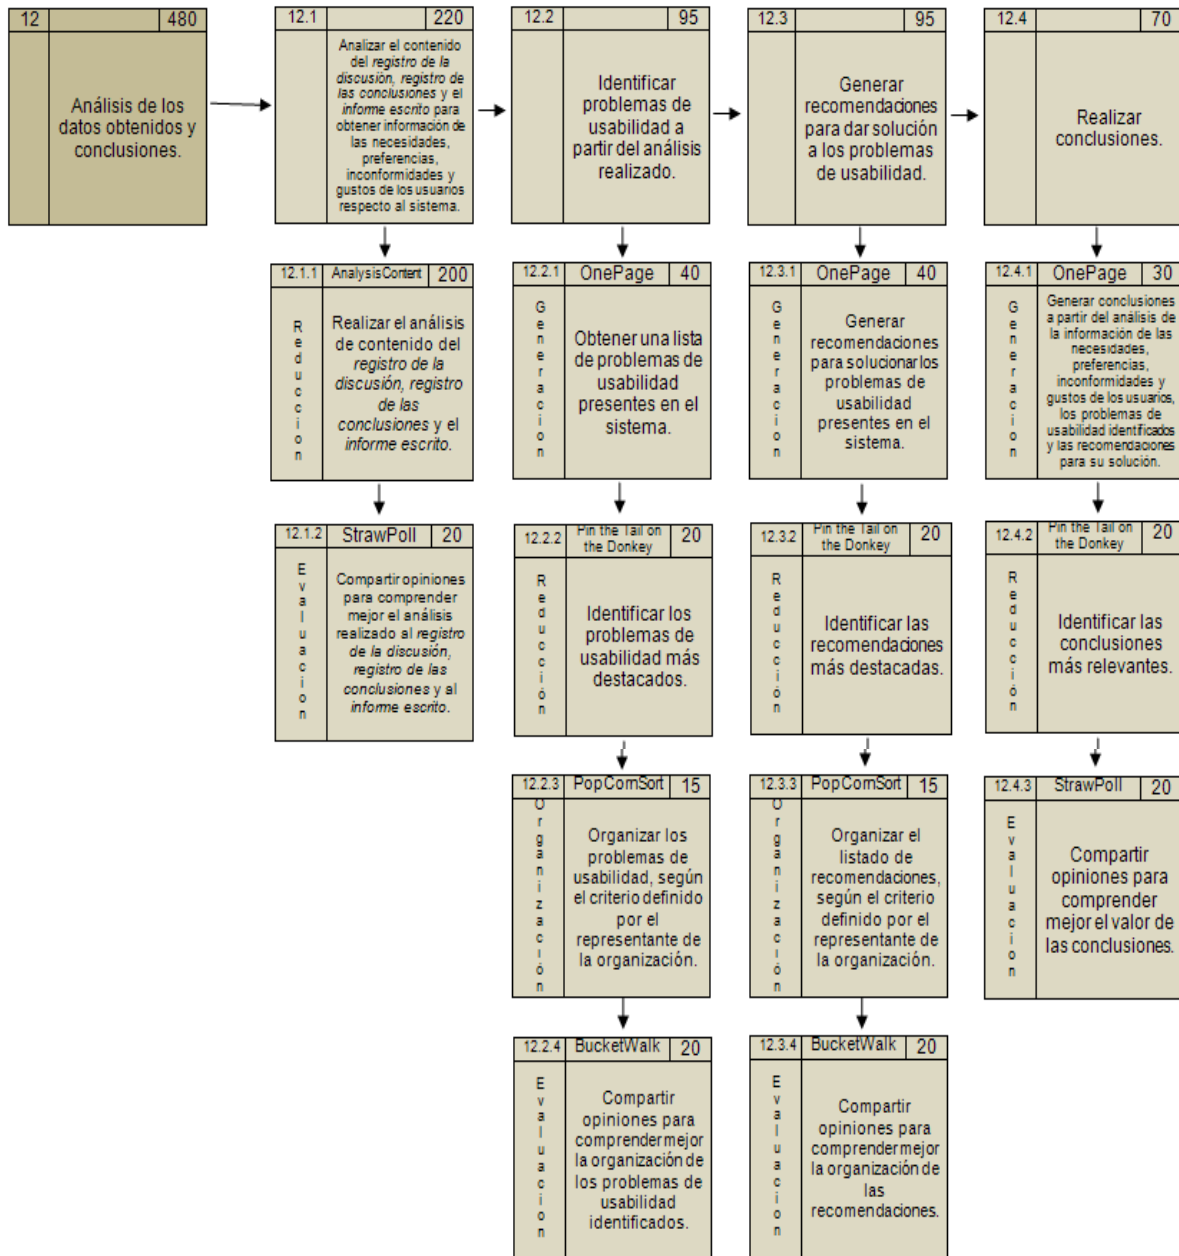 12 480
Análisis de los
datos obtenidos y
conclusiones.
12.1 220
Analizar el contenido
del registro de la
discusión, registro de
las conclusiones y el
informe escrito para
obtener información de
las necesidades,
preferencias,
inconformidades y
gustos de los usuarios
respecto al sistema.
12.2 95
Identificar
problemas de
usabilidad a
partir del análisis
realizado.
12.3 95
Generar
recomendaciones
para dar solución
a los problemas
de usabilidad.
12.4 70
Realizar
conclusiones.
12.1.1 AnalysisContent 200
Reduccion
Realizar el análisis
de contenido del
registro de la
discusión, registro
de las
conclusiones y el
informe escrito.
12.2.1 OnePage 40
Generacion
Obtener una lista
de problemas de
usabilidad
presentes en el
sistema.
12.3.1 OnePage 40
Generacion
Generar
recomendaciones
para solucionar los
problemas de
usabilidad
presentes en el
sistema.
12.4.1 OnePage 30
Generacion
Generar conclusiones
a partir del análisis de
la información de las
necesidades,
preferencias,
inconformidades y
gustos de los usuarios,
los problemas de
usabilidad identificados
y las recomendaciones
para su solución.
12.1.2 StrawPoll 20
Evaluacion
Compartir opiniones
para comprender
mejor el análisis
realizado al registro
de la discusión,
registro de las
conclusiones y al
informe escrito.
12.2.2 Pin the Tail on
the Donkey 20
Reducción
Identificar los
problemas de
usabilidad más
destacados.
12.3.2 Pin the Tail on
the Donkey 20
Reducción
Identificar las
recomendaciones
más destacadas.
12.4.2 Pin the Tail on
the Donkey 20
Reducción
Identificar las
conclusiones
más relevantes.
12.2.3 PopCornSort 15
Organización
Organizar los
problemas de
usabilidad, según
el criterio definido
por el
representante de
la organización.
12.3.3 PopCornSort 15
Organización
Organizar el
listado de
recomendaciones,
según el criterio
definido por el
representante de
la organización.
12.4.3 StrawPoll 20
Evaluacion
Compartir
opiniones para
comprender
mejor el valor de
las conclusiones.
12.2.4 BucketWalk 20
Evaluacion
Compartir
opiniones para
comprender mejor
la organización de
los problemas de
usabilidad
identificados.
12.3.4 BucketWalk 20
Evaluacion
Compartir
opiniones para
comprender mejor
la organización de
las
recomendaciones.